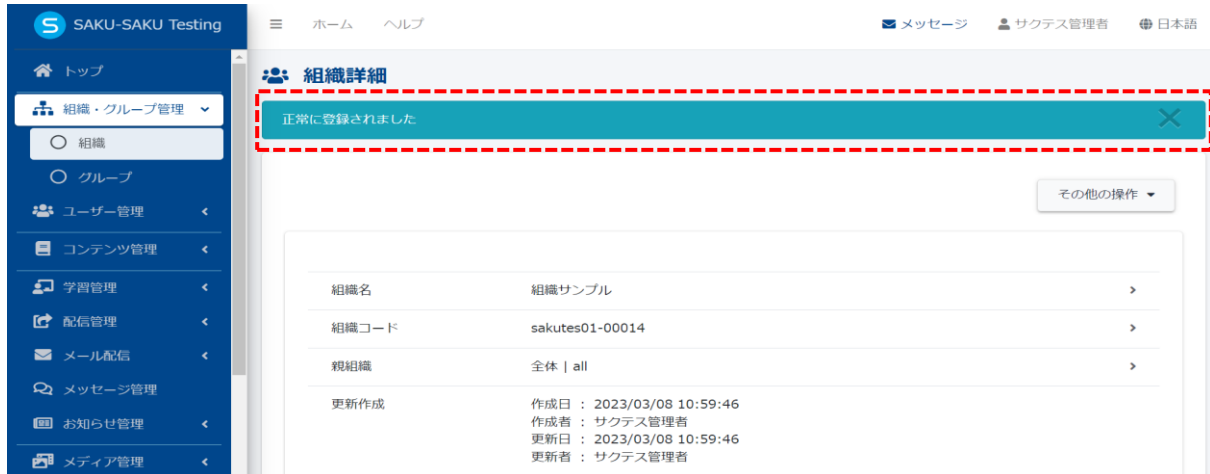 SAKU-SAKU Testing
ホーム ヘルプ
メッセージ サクテス管理者 日本語
トップ
組織・グループ管理
組織
グループ
ユーザー管理
コンテンツ管理
学習管理
配信管理
メール配信
メッセージ管理
お知らせ管理
メディア管理
組織詳細
正常に登録されました
その他の操作
組織名 組織サンプル
組織コード sakutes01-00014
親組織 全体 | all
更新作成 作成日 : 2023/03/08 10:59:46
作成者 : サクテス管理者
更新日 : 2023/03/08 10:59:46
更新者 : サクテス管理者